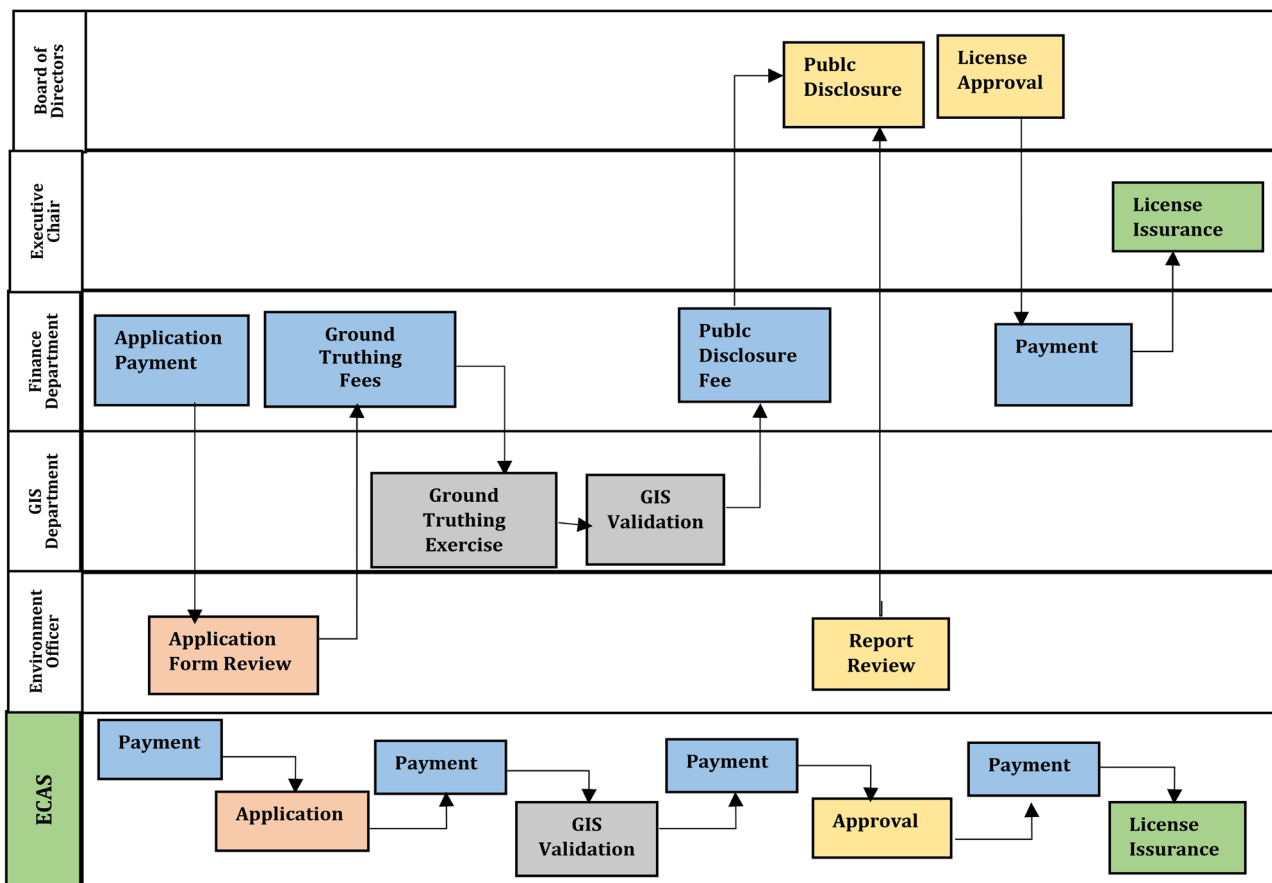 Board of
Directors
Publc
Disclosure
License
Approval
Executive
Chair
License
Issurance
Finance
Department
Application
Payment
Ground
Truthing
Fees
Publc
Disclosure
Fee
Payment
GIS
Department
Ground
Truthing
Exercise
GIS
Validation
Environment
Officer
Application
Form Review
Report
Review
ECAS
Payment
Application
Payment
GIS
Validation
Payment
Approval
Payment
License
Issurance